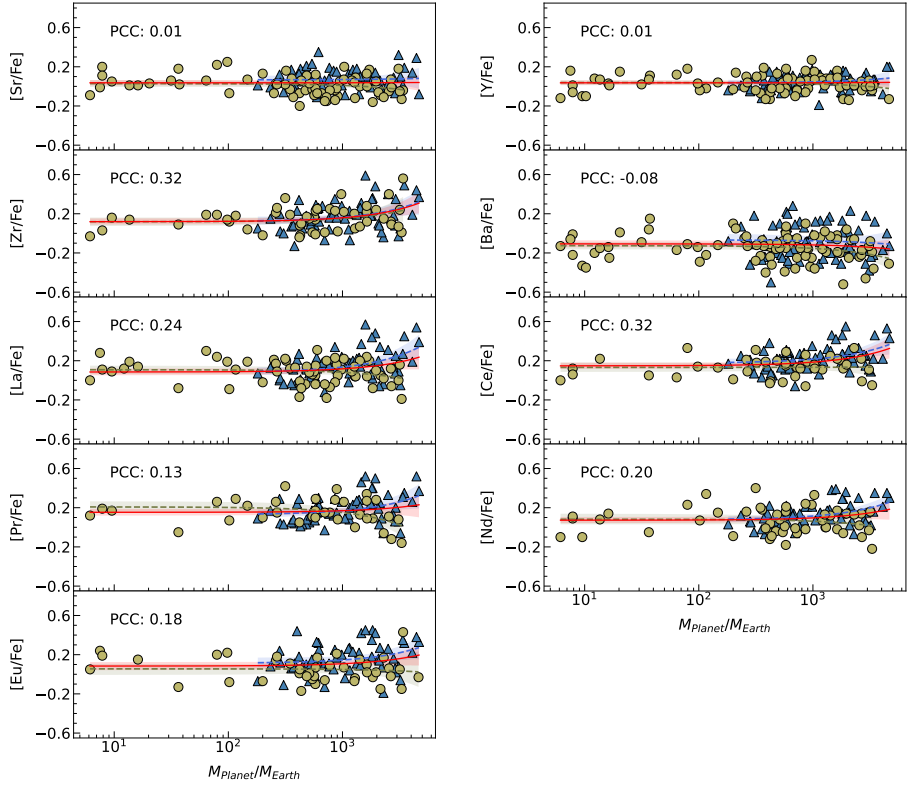 PCC: 0.01
[Sr/Fe]
0.6
0.2
−0.2
−0.6
PCC: 0.01
[Y/Fe]
0.6
0.2
−0.2
−0.6
PCC: 0.32
[Zr/Fe]
0.6
0.2
−0.2
−0.6
PCC: -0.08
[Ba/Fe]
0.6
0.2
−0.2
−0.6
PCC: 0.24
[La/Fe]
0.6
0.2
−0.2
−0.6
PCC: 0.32
[Ce/Fe]
0.6
0.2
−0.2
−0.6
PCC: 0.13
[Pr/Fe]
0.6
0.2
−0.2
−0.6
PCC: 0.20
[Nd/Fe]
0.6
0.2
−0.2
−0.6
10¹ 10² 10³
M_Planet/M_Earth
PCC: 0.18
[Eu/Fe]
0.6
0.2
−0.2
−0.6
10¹ 10² 10³
M_Planet/M_Earth